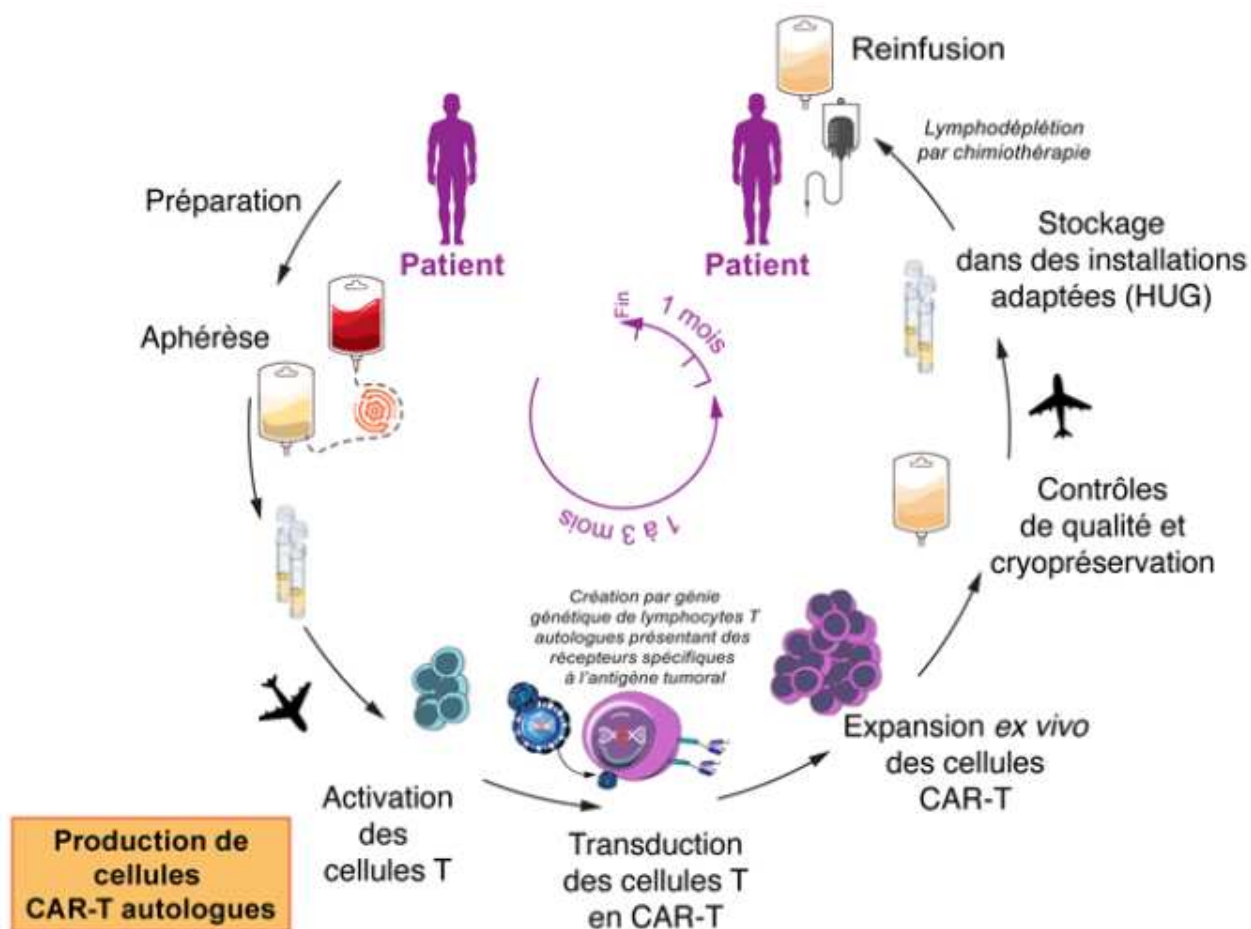 Reinfusion
Patient
Patient
Lymphodéplétion
par chimiothérapie
Préparation
Stockage
dans des installations
adaptées (HUG)
Aphérèse
Fin
1 mois
1 à 3 mois
Contrôles
de qualité et
cryopréservation
Création par génie
génétique de lymphocytes T
autologues présentant des
récepteurs spécifiques
à l'antigène tumoral
Expansion ex vivo
des cellules
CAR-T
Activation
des
cellules T
Transduction
des cellules T
en CAR-T
Production de
cellules
CAR-T autologues